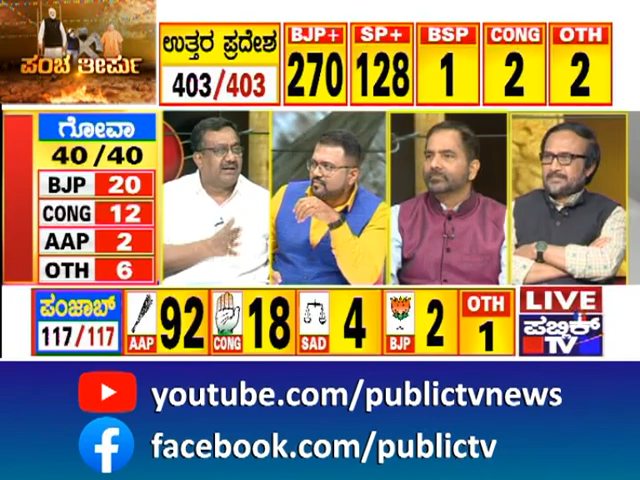 ಪಂಚ ತೀರ್ಪು
ಉತ್ತರ ಪ್ರದೇಶ
403/403
BJP+ 270
SP+ 128
BSP 1
CONG 2
OTH 2
ಗೋವಾ
40/40
BJP 20
CONG 12
AAP 2
OTH 6
ಪಂಜಾಬ್
117/117
AAP 92
CONG 18
SAD 4
BJP 2
OTH 1
LIVE
ಪಬ್ಲಿಕ್
TV
youtube.com/publictvnews
facebook.com/publictv